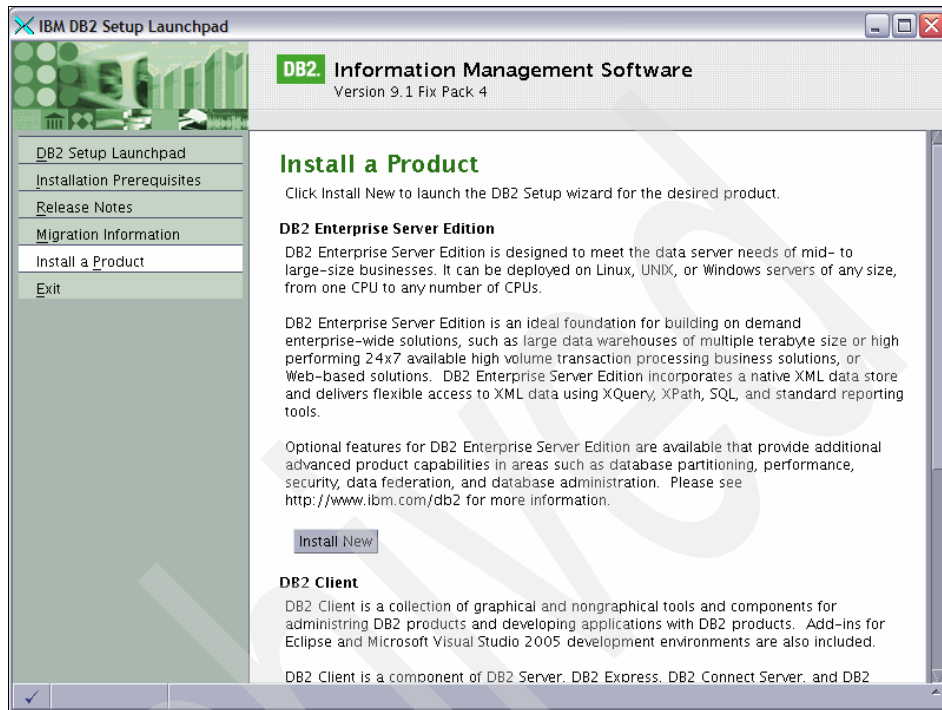 IBM DB2 Setup Launchpad
DB2. Information Management Software
Version 9.1 Fix Pack 4
DB2 Setup Launchpad
Installation Prerequisites
Release Notes
Migration Information
Install a Product
Exit
Install a Product
Click Install New to launch the DB2 Setup wizard for the desired product.
DB2 Enterprise Server Edition
DB2 Enterprise Server Edition is designed to meet the data server needs of mid- to
large-size businesses. It can be deployed on Linux, UNIX, or Windows servers of any size,
from one CPU to any number of CPUs.
DB2 Enterprise Server Edition is an ideal foundation for building on demand
enterprise-wide solutions, such as large data warehouses of multiple terabyte size or high
performing 24x7 available high volume transaction processing business solutions, or
Web-based solutions. DB2 Enterprise Server Edition incorporates a native XML data store
and delivers flexible access to XML data using XQuery, XPath, SQL, and standard reporting
tools.
Optional features for DB2 Enterprise Server Edition are available that provide additional
advanced product capabilities in areas such as database partitioning, performance,
security, data federation, and database administration. Please see
http://www.ibm.com/db2 for more information.
Install New
DB2 Client
DB2 Client is a collection of graphical and nongraphical tools and components for
administring DB2 products and developing applications with DB2 products. Add-ins for
Eclipse and Microsoft Visual Studio 2005 development environments are also included.
DB2 Client is a component of DB2 Server, DB2 Express, DB2 Connect Server, and DB2
hived